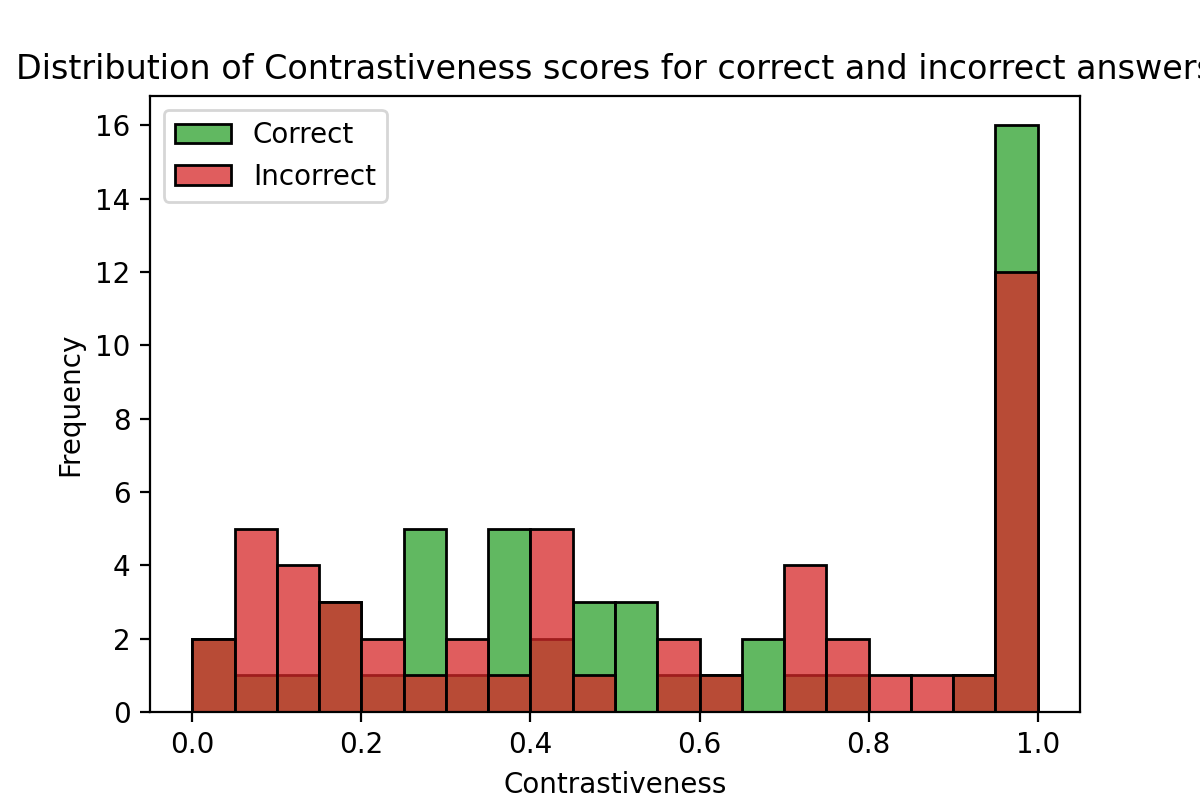 Distribution of Contrastiveness scores for correct and incorrect answers
Correct
Incorrect
16
14
12
10
8
6
4
2
0
Frequency
0.0 0.2 0.4 0.6 0.8 1.0
Contrastiveness